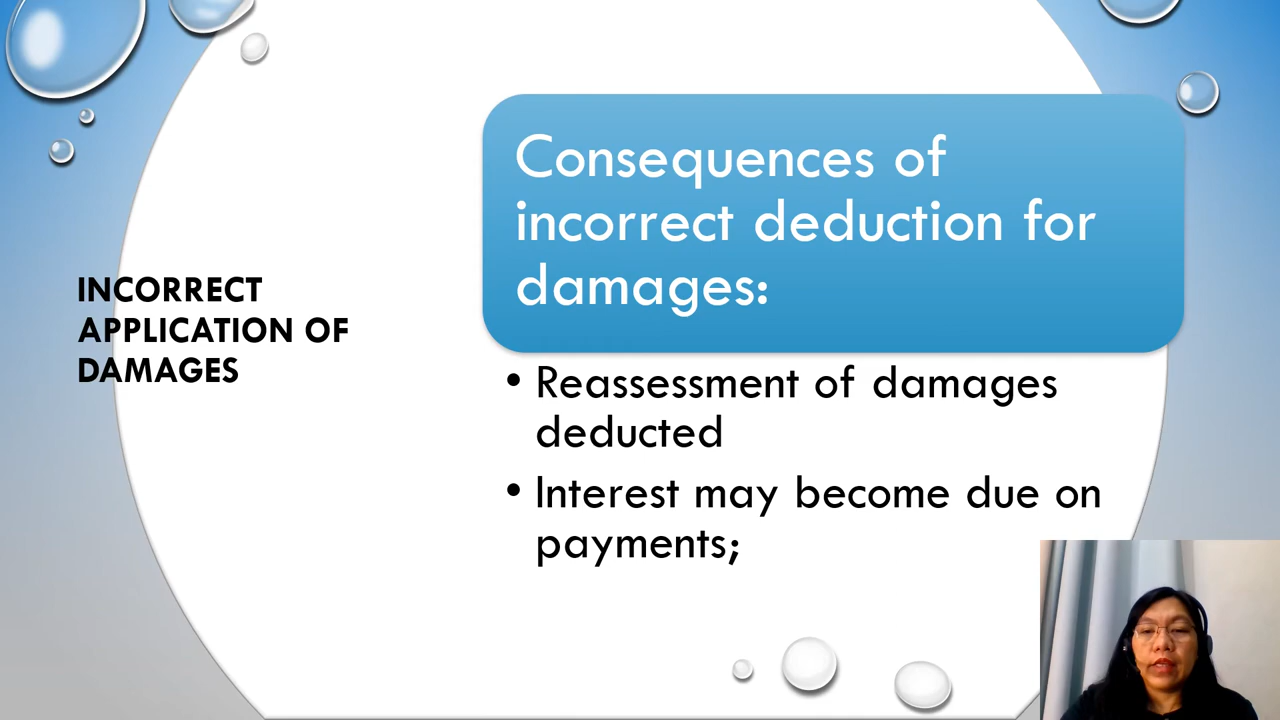 INCORRECT
APPLICATION OF
DAMAGES
Consequences of
incorrect deduction for
damages:
• Reassessment of damages
deducted
• Interest may become due on
payments;